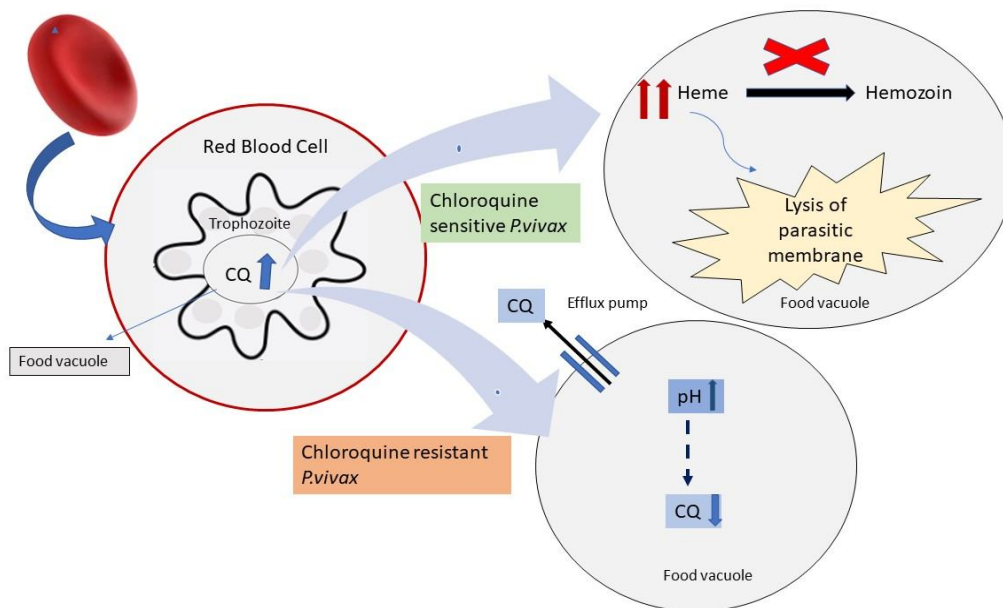 Red Blood Cell
Trophozoite
CQ
Food vacuole
Chloroquine
sensitive P.vivax
Heme
Hemozoin
Lysis of
parasitic
membrane
Food vacuole
Chloroquine resistant
P.vivax
CQ
Efflux pump
pH
CQ
Food vacuole